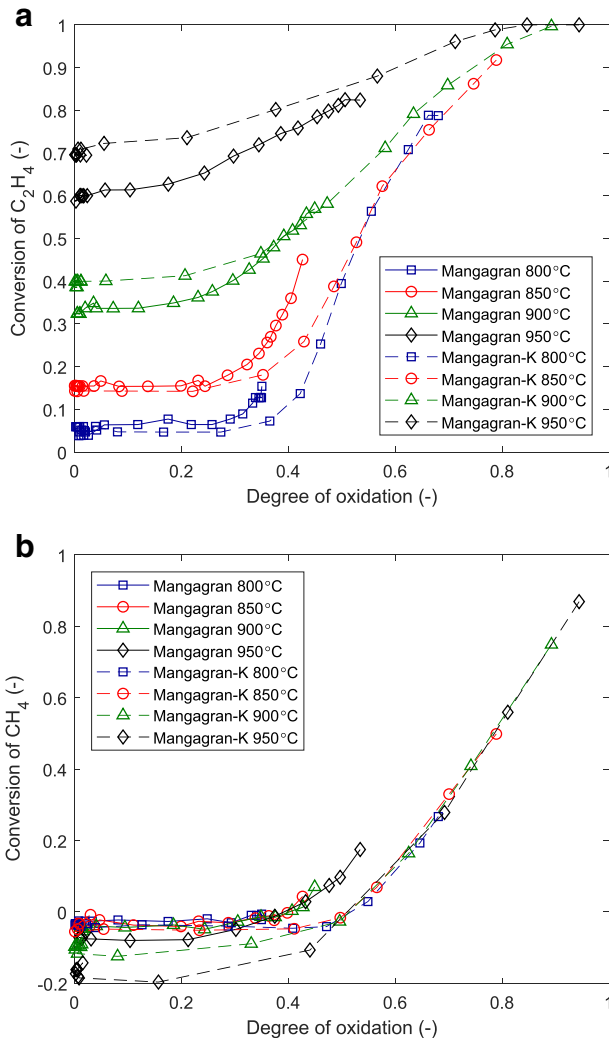 a
1
0.9
0.8
0.7
0.6
0.5
0.4
0.3
0.2
0.1
0
Conversion of C2H4 (-)
Mangagran 800°C
Mangagran 850°C
Mangagran 900°C
Mangagran 950°C
Mangagran-K 800°C
Mangagran-K 850°C
Mangagran-K 900°C
Mangagran-K 950°C
0 0.2 0.4 0.6 0.8 1
Degree of oxidation (-)
b
1
0.8
0.6
0.4
0.2
0
-0.2
Conversion of CH4 (-)
Mangagran 800°C
Mangagran 850°C
Mangagran 900°C
Mangagran 950°C
Mangagran-K 800°C
Mangagran-K 850°C
Mangagran-K 900°C
Mangagran-K 950°C
0 0.2 0.4 0.6 0.8 1
Degree of oxidation (-)